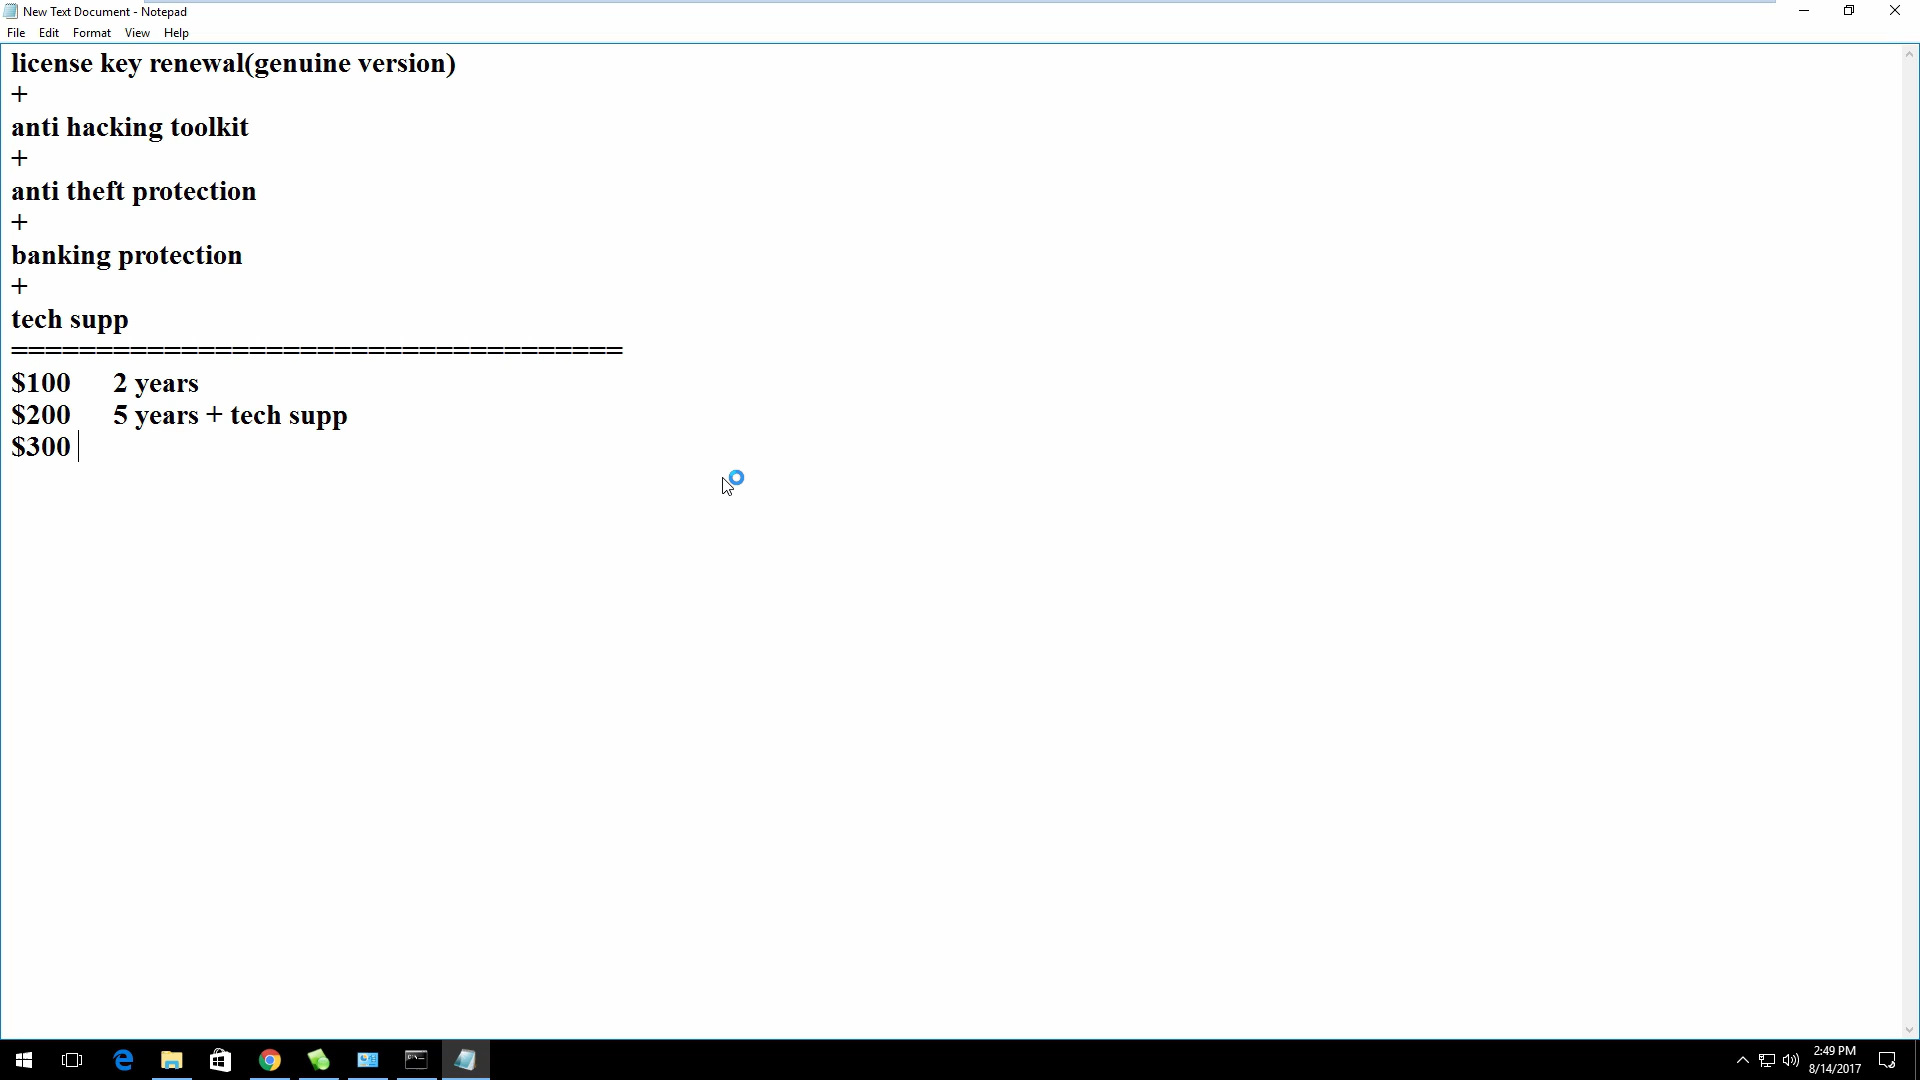 New Text Document - Notepad
File Edit Format View Help
license key renewal(genuine version)
+
anti hacking toolkit
+
anti theft protection
+
banking protection
+
tech supp
====================================
$100 2 years
$200 5 years + tech supp
$300
2:49 PM
8/14/2017